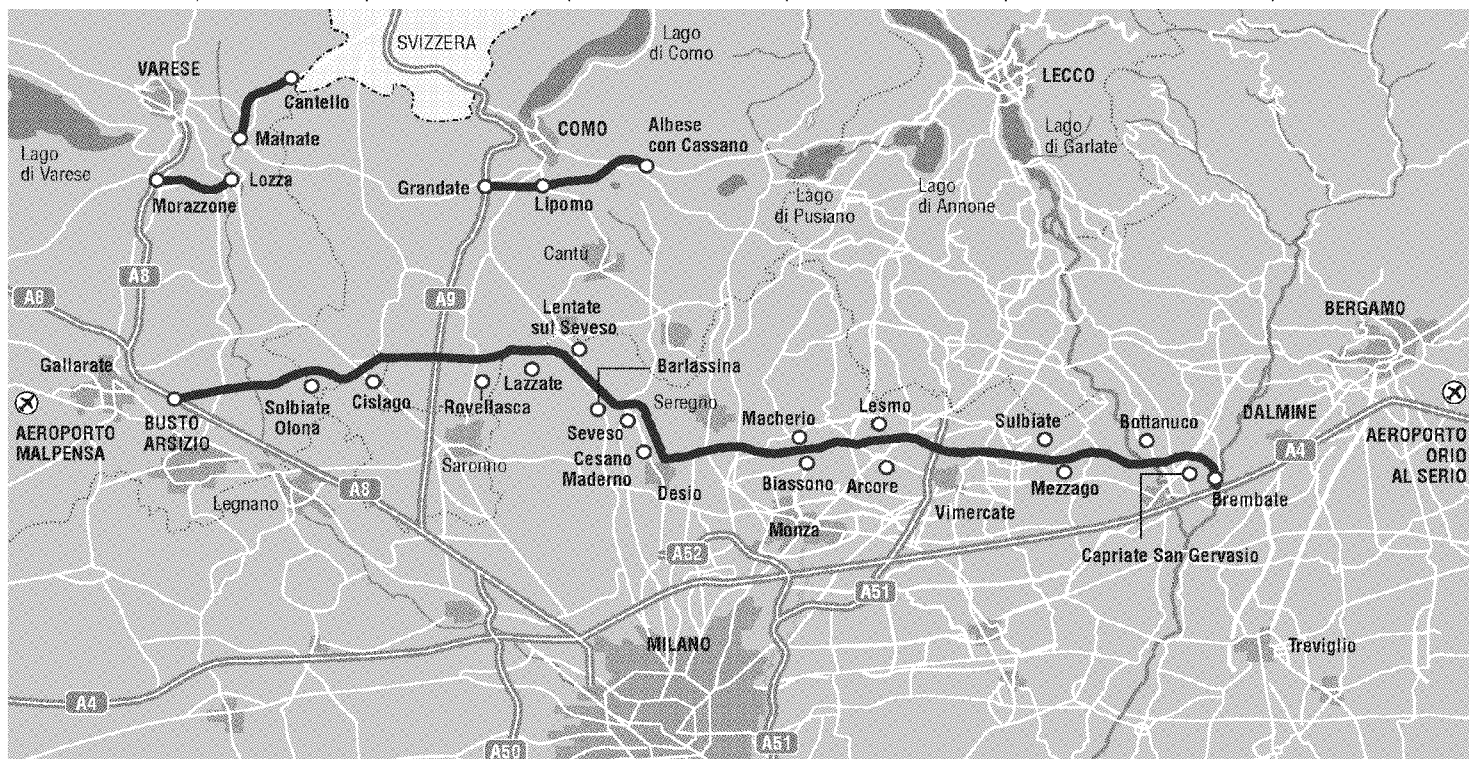 SVIZZERA
Lago
di Como
VARESE
LECCO
Cantello
Malnate
COMO
Albese
con Cassano
Lago
di Garlate
Lago
di Varese
Lozza
Grandate
Morazzone
Lipomo
Lago
di Pusiano
Lago
di Annone
Cantù
A8
A8
A9
Lentate
sul Seveso
BERGAMO
Gallarate
Barlassina
Lazzate
Seregno
BUSTO
ARSIZIO
Solbiate
Olona
Cislago
Rovellasca
Macherio
Lesmo
Sulbiate
Bottanuco
DALMINE
AEROPORTO
MALPENSA
Seveso
Cesano
Maderno
AEROPORTO
ORIO
AL SERIO
A4
Saronno
Biassono
Arcore
Mezzago
Brembate
Legnano
A8
Desio
Vimercate
Monza
Capriate San Gervasio
A52
A51
MILANO
Treviglio
A4
A50
A51